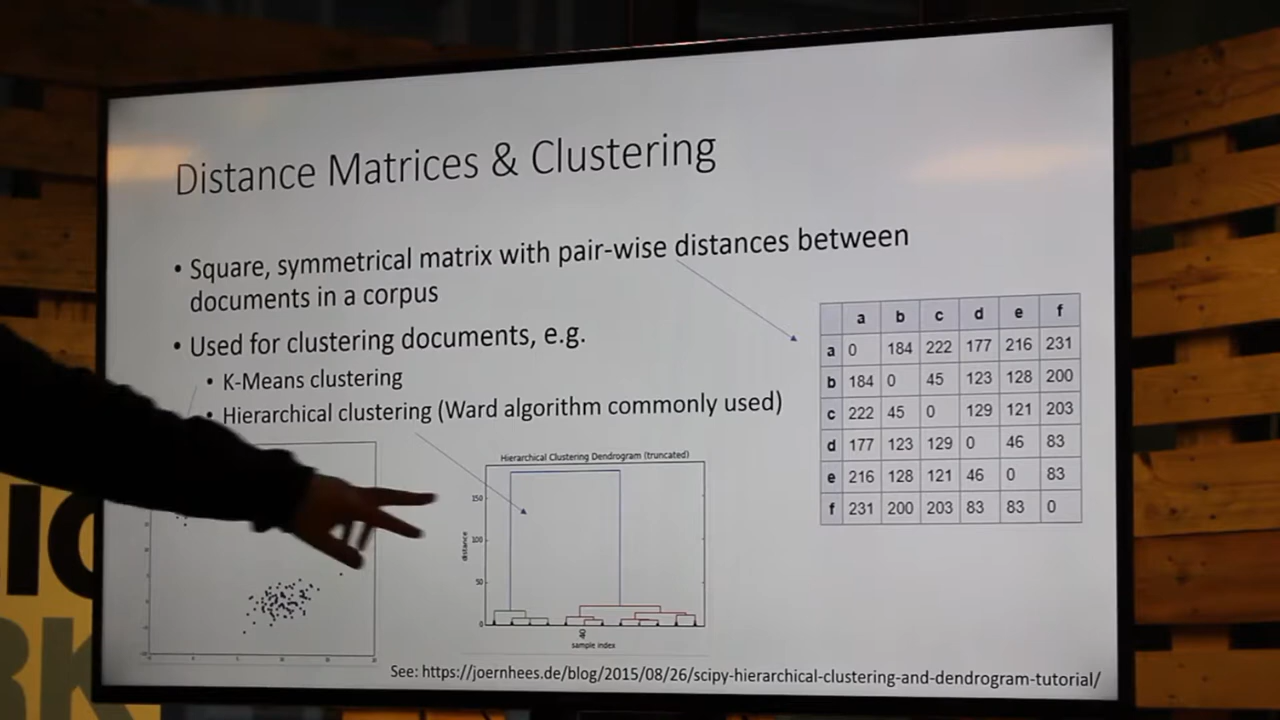 Distance Matrices & Clustering
• Square, symmetrical matrix with pair-wise distances between
documents in a corpus
• Used for clustering documents, e.g.
• K-Means clustering
• Hierarchical clustering (Ward algorithm commonly used)
a b c d e f
a 0 184 222 177 216 231
b 184 0 45 123 128 200
c 222 45 0 129 121 203
d 177 123 129 0 46 83
e 216 128 121 46 0 83
f 231 200 203 83 83 0
Hierarchical Clustering Dendrogram (truncated)
150
100
50
0
distance
40
sample index
See: https://joernhees.de/blog/2015/08/26/scipy-hierarchical-clustering-and-dendrogram-tutorial/